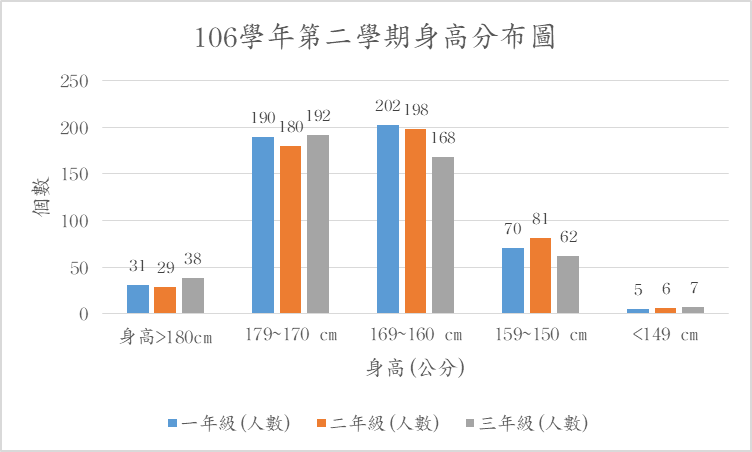 106學年第二學期身高分布圖
250
200
150
100
50
0
個數
31 29 38
190 180 192
202 198 168
70 81 62
5 6 7
身高>180cm 179~170 cm 169~160 cm 159~150 cm <149 cm
身高(公分)
一年級(人數) 二年級(人數) 三年級(人數)